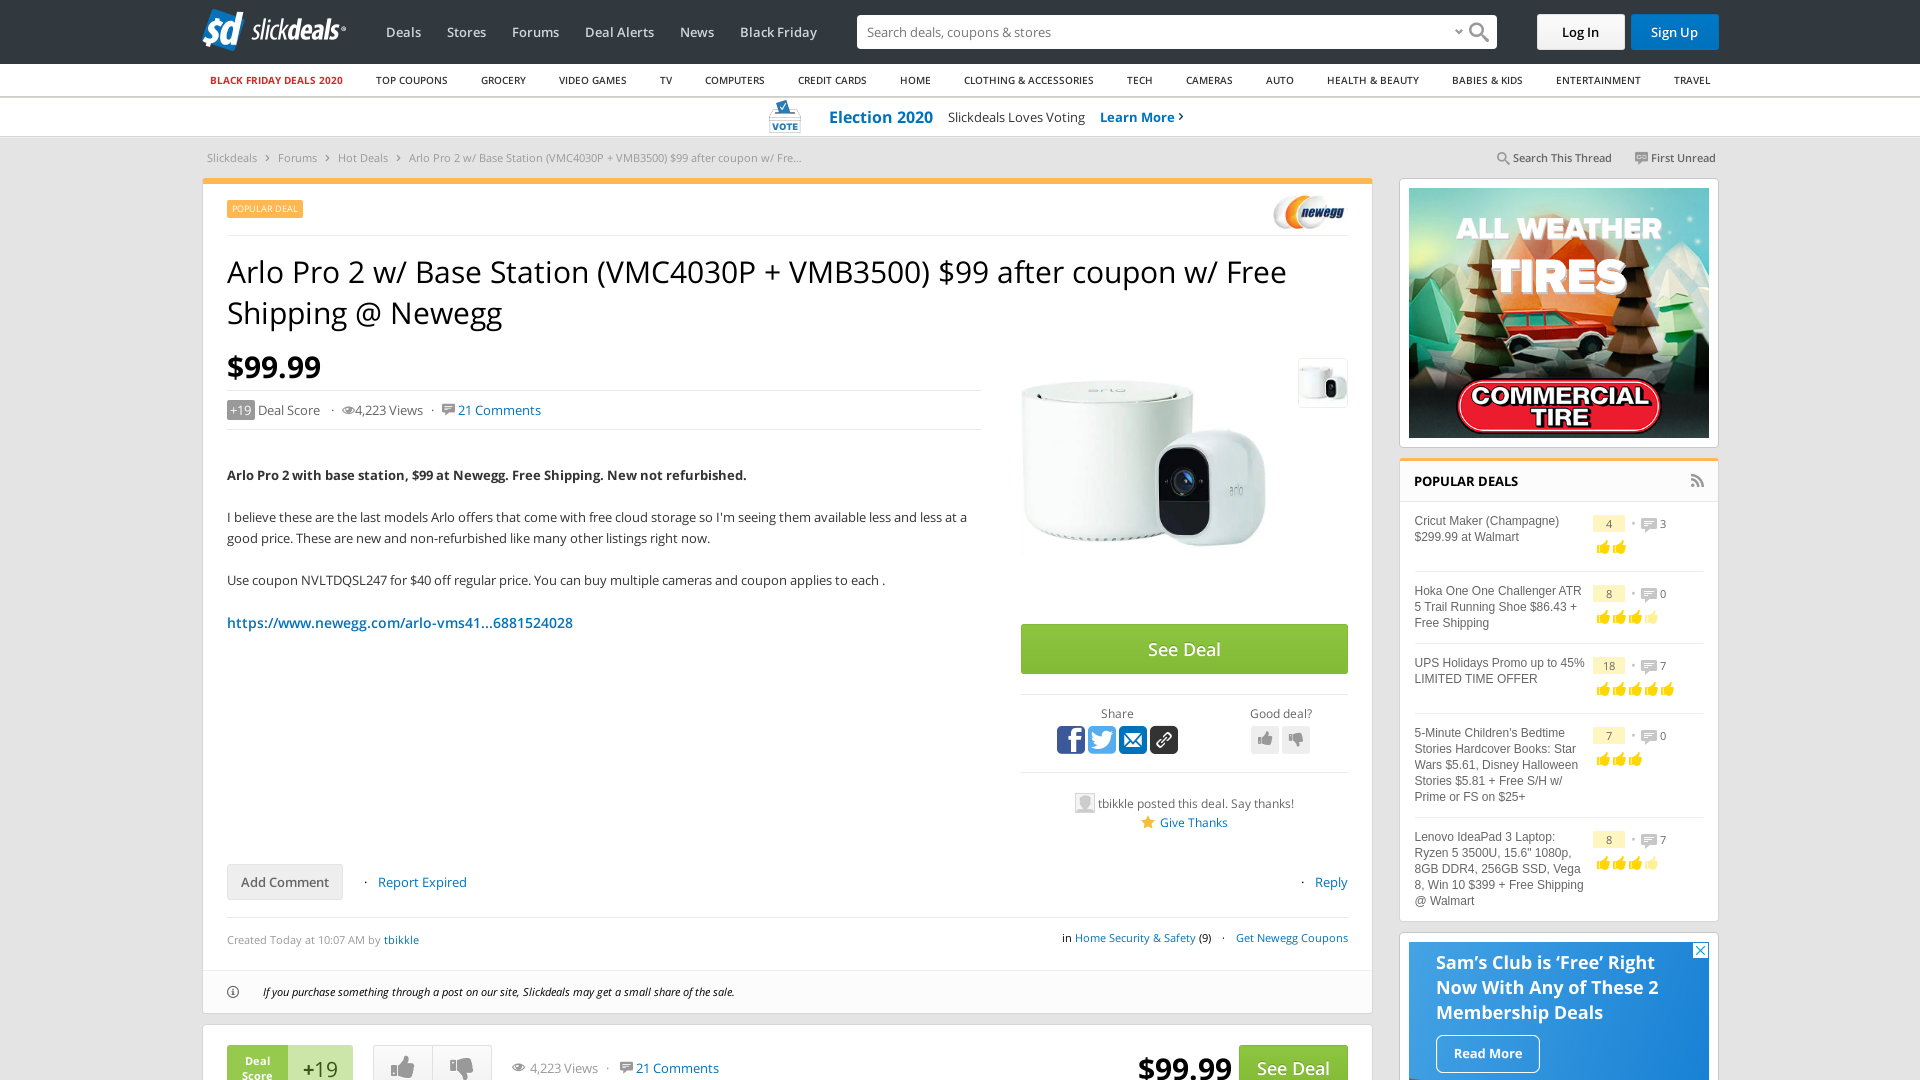 sd slickdeals
Deals
Stores
Forums
Deal Alerts
News
Black Friday
Search deals, coupons & stores
Log In
Sign Up
BLACK FRIDAY DEALS 2020
TOP COUPONS
GROCERY
VIDEO GAMES
TV
COMPUTERS
CREDIT CARDS
HOME
CLOTHING & ACCESSORIES
TECH
CAMERAS
AUTO
HEALTH & BEAUTY
BABIES & KIDS
ENTERTAINMENT
TRAVEL
VOTE
Election 2020
Slickdeals Loves Voting
Learn More
Slickdeals > Forums > Hot Deals > Arlo Pro 2 w/ Base Station (VMC4030P + VMB3500) $99 after coupon w/ Fre...
Search This Thread
First Unread
POPULAR DEAL
newegg
Arlo Pro 2 w/ Base Station (VMC4030P + VMB3500) $99 after coupon w/ Free
Shipping @ Newegg
$99.99
+19 Deal Score · 4,223 Views · 21 Comments
Arlo Pro 2 with base station, $99 at Newegg. Free Shipping. New not refurbished.
I believe these are the last models Arlo offers that come with free cloud storage so I'm seeing them available less and less at a
good price. These are new and non-refurbished like many other listings right now.
Use coupon NVLTDQSL247 for $40 off regular price. You can buy multiple cameras and coupon applies to each .
https://www.newegg.com/arlo-vms41...6881524028
arlo
arlo
See Deal
Share
Good deal?
tbikkle posted this deal. Say thanks!
Give Thanks
Add Comment
· Report Expired
· Reply
Created Today at 10:07 AM by tbikkle
in Home Security & Safety (9) · Get Newegg Coupons
If you purchase something through a post on our site, Slickdeals may get a small share of the sale.
Deal
Score
+19
4,223 Views · 21 Comments
$99.99
See Deal
ALL WEATHER
TIRES
COMMERCIAL
TIRE
POPULAR DEALS
Cricut Maker (Champagne)
$299.99 at Walmart
4 • 3
Hoka One One Challenger ATR
5 Trail Running Shoe $86.43 +
Free Shipping
8 • 0
UPS Holidays Promo up to 45%
LIMITED TIME OFFER
18 • 7
5-Minute Children's Bedtime
Stories Hardcover Books: Star
Wars $5.61, Disney Halloween
Stories $5.81 + Free S/H w/
Prime or FS on $25+
7 • 0
Lenovo IdeaPad 3 Laptop:
Ryzen 5 3500U, 15.6" 1080p,
8GB DDR4, 256GB SSD, Vega
8, Win 10 $399 + Free Shipping
@ Walmart
8 • 7
Sam's Club is 'Free' Right
Now With Any of These 2
Membership Deals
Read More